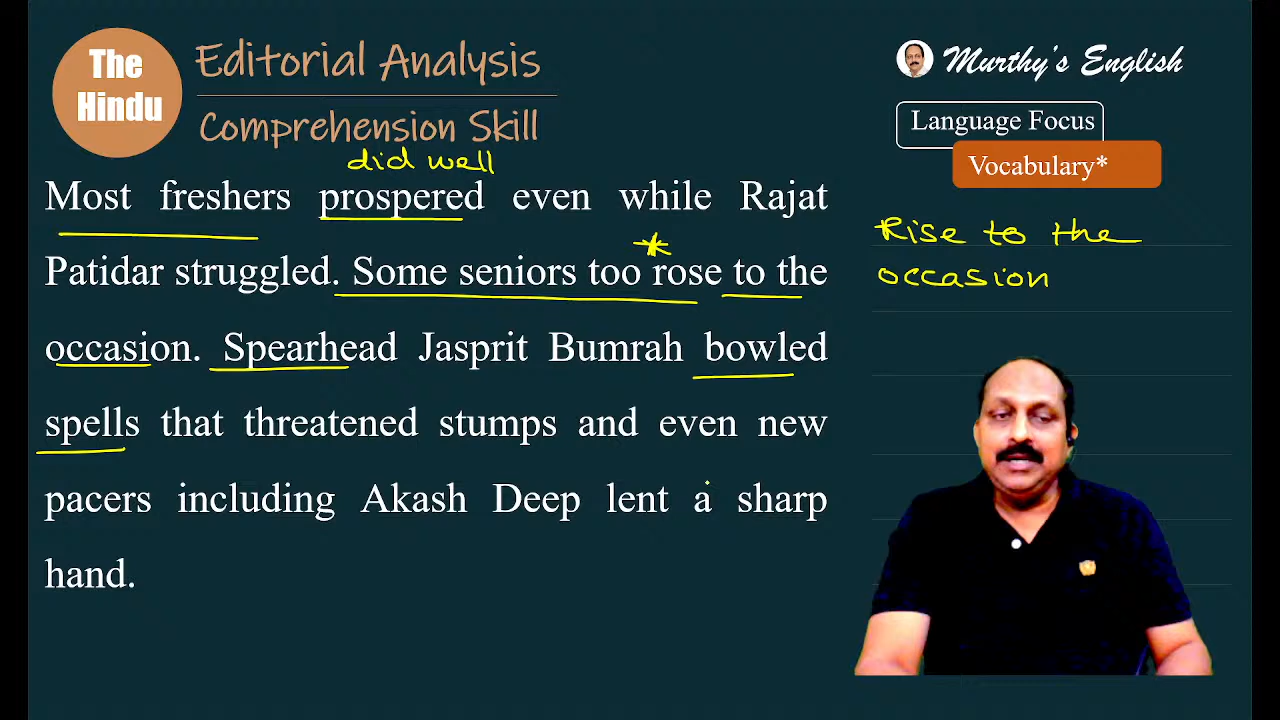 The
Hindu
Editorial Analysis
Comprehension Skill
Murthy's English
Language Focus
Vocabulary*
did well
Most freshers prospered even while Rajat
*
Patidar struggled. Some seniors too rose to the
occasion. Spearhead Jasprit Bumrah bowled
spells that threatened stumps and even new
pacers including Akash Deep lent a sharp
hand.
Rise to the
occasion